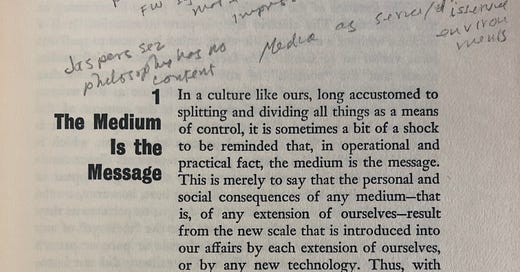 Jaspers sez
philosophy has no
content
Media as service/disservice
environ
ments
1
The Medium
Is the
Message
In a culture like ours, long accustomed to
splitting and dividing all things as a means
of control, it is sometimes a bit of a shock
to be reminded that, in operational and
practical fact, the medium is the message.
This is merely to say that the personal and
social consequences of any medium—that
is, of any extension of ourselves—result
from the new scale that is introduced into
our affairs by each extension of ourselves,
or by any new technology. Thus, with